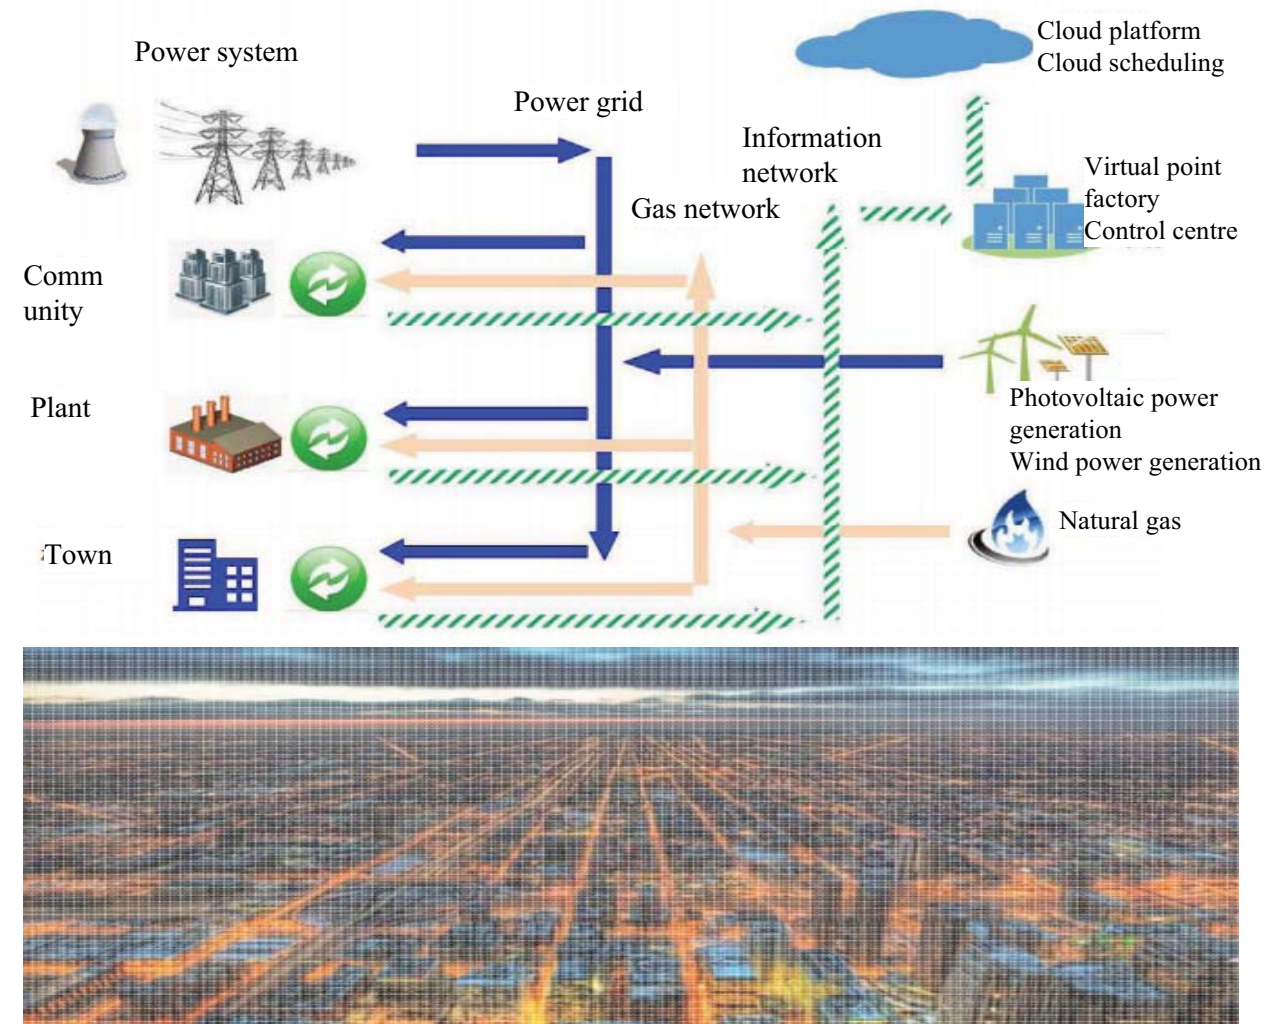 Power system
Cloud platform
Cloud scheduling
Power grid
Information
network
Gas network
Virtual point
factory
Control centre
Comm
unity
Plant
Photovoltaic power
generation
Wind power generation
Natural gas
Town